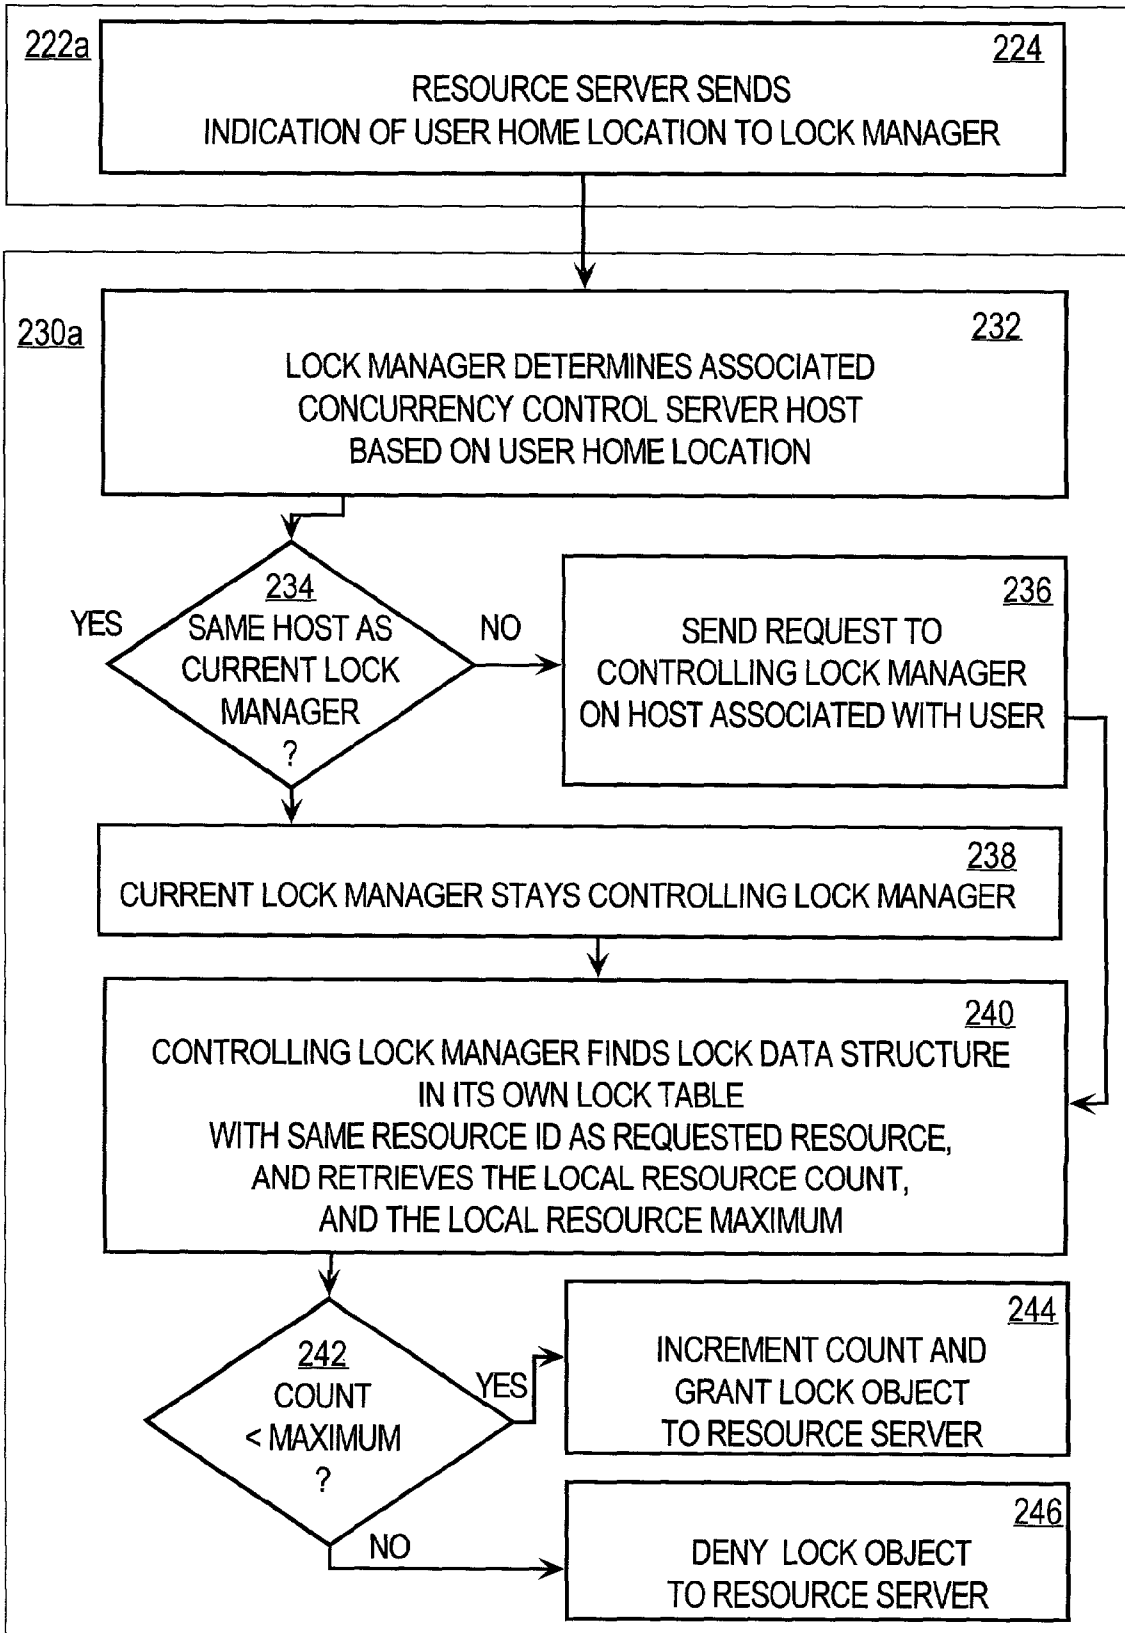 222a
224
RESOURCE SERVER SENDS
INDICATION OF USER HOME LOCATION TO LOCK MANAGER
230a
232
LOCK MANAGER DETERMINES ASSOCIATED
CONCURRENCY CONTROL SERVER HOST
BASED ON USER HOME LOCATION
234
SAME HOST AS
CURRENT LOCK
MANAGER
?
YES
NO
236
SEND REQUEST TO
CONTROLLING LOCK MANAGER
ON HOST ASSOCIATED WITH USER
238
CURRENT LOCK MANAGER STAYS CONTROLLING LOCK MANAGER
240
CONTROLLING LOCK MANAGER FINDS LOCK DATA STRUCTURE
IN ITS OWN LOCK TABLE
WITH SAME RESOURCE ID AS REQUESTED RESOURCE,
AND RETRIEVES THE LOCAL RESOURCE COUNT,
AND THE LOCAL RESOURCE MAXIMUM
242
COUNT
< MAXIMUM
?
YES
244
INCREMENT COUNT AND
GRANT LOCK OBJECT
TO RESOURCE SERVER
NO
246
DENY LOCK OBJECT
TO RESOURCE SERVER